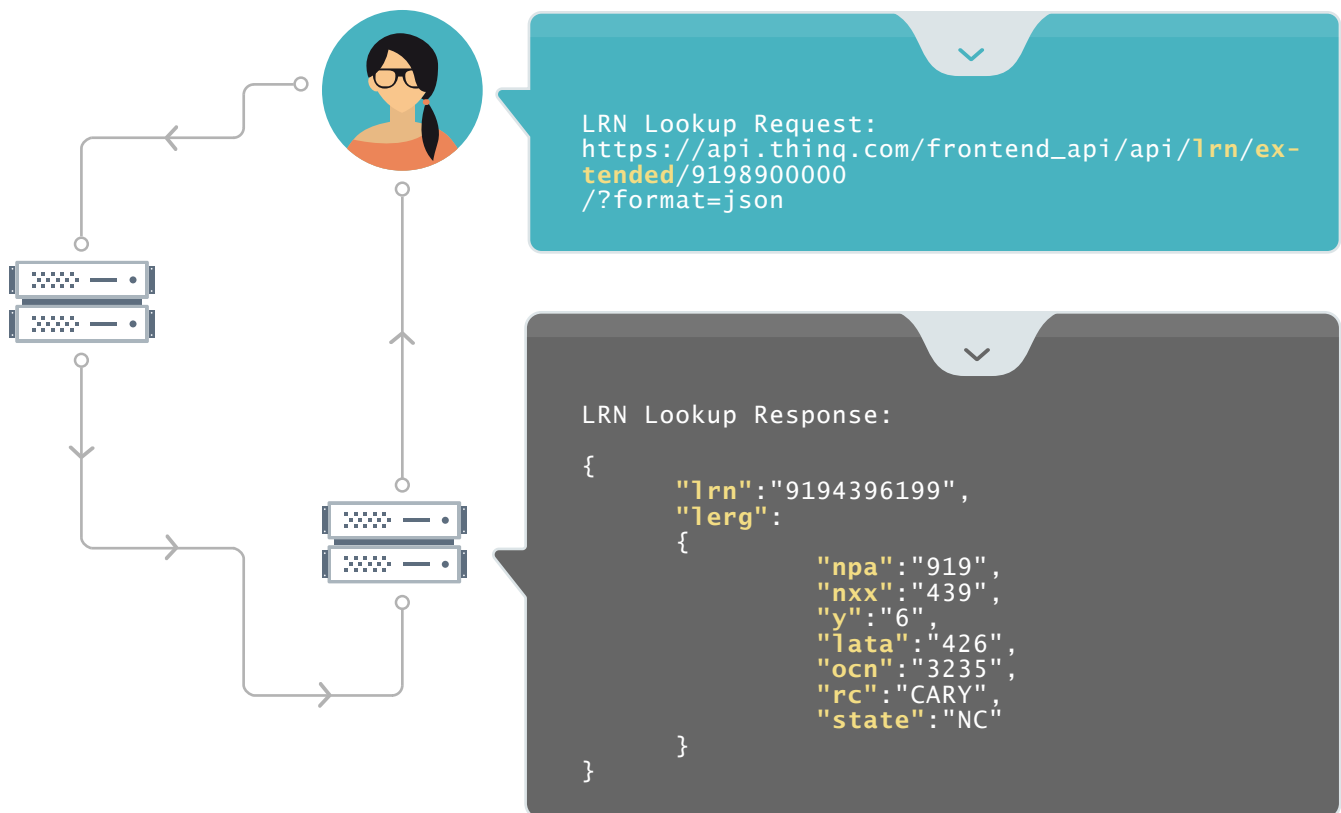 LRN Lookup Request:
https://api.thinq.com/frontend_api/api/lrn/ex-
tended/9198900000
/?format=json
LRN Lookup Response:
{
"lrn":"9194396199",
"lerg":
{
"npa":"919",
"nxx":"439",
"y":"6",
"lata":"426",
"ocn":"3235",
"rc":"CARY",
"state":"NC"
}
}